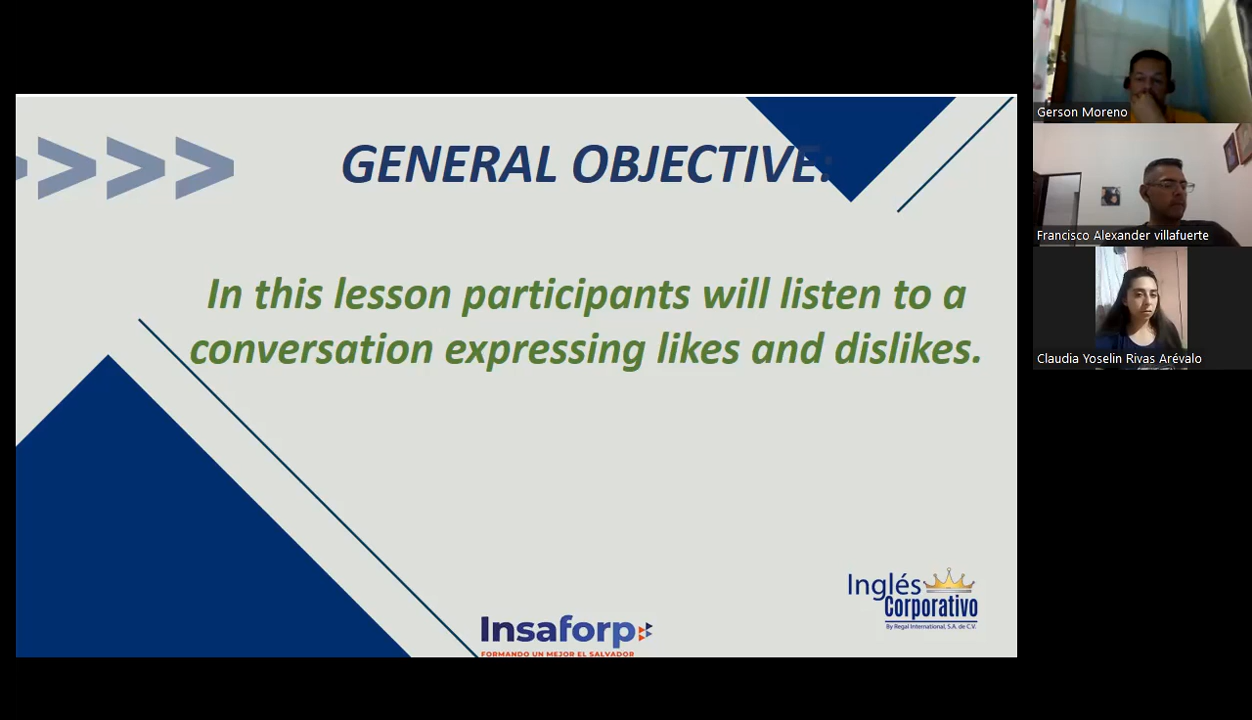 GENERAL OBJECTIVE:
In this lesson participants will listen to a
conversation expressing likes and dislikes.
Inglés
Corporativo
By Regal International, S.A. de C.V.
Insaforp
FORMANDO UN MEJOR EL SALVADOR
Gerson Moreno
Francisco Alexander villafuerte
Claudia Yoselin Rivas Arévalo